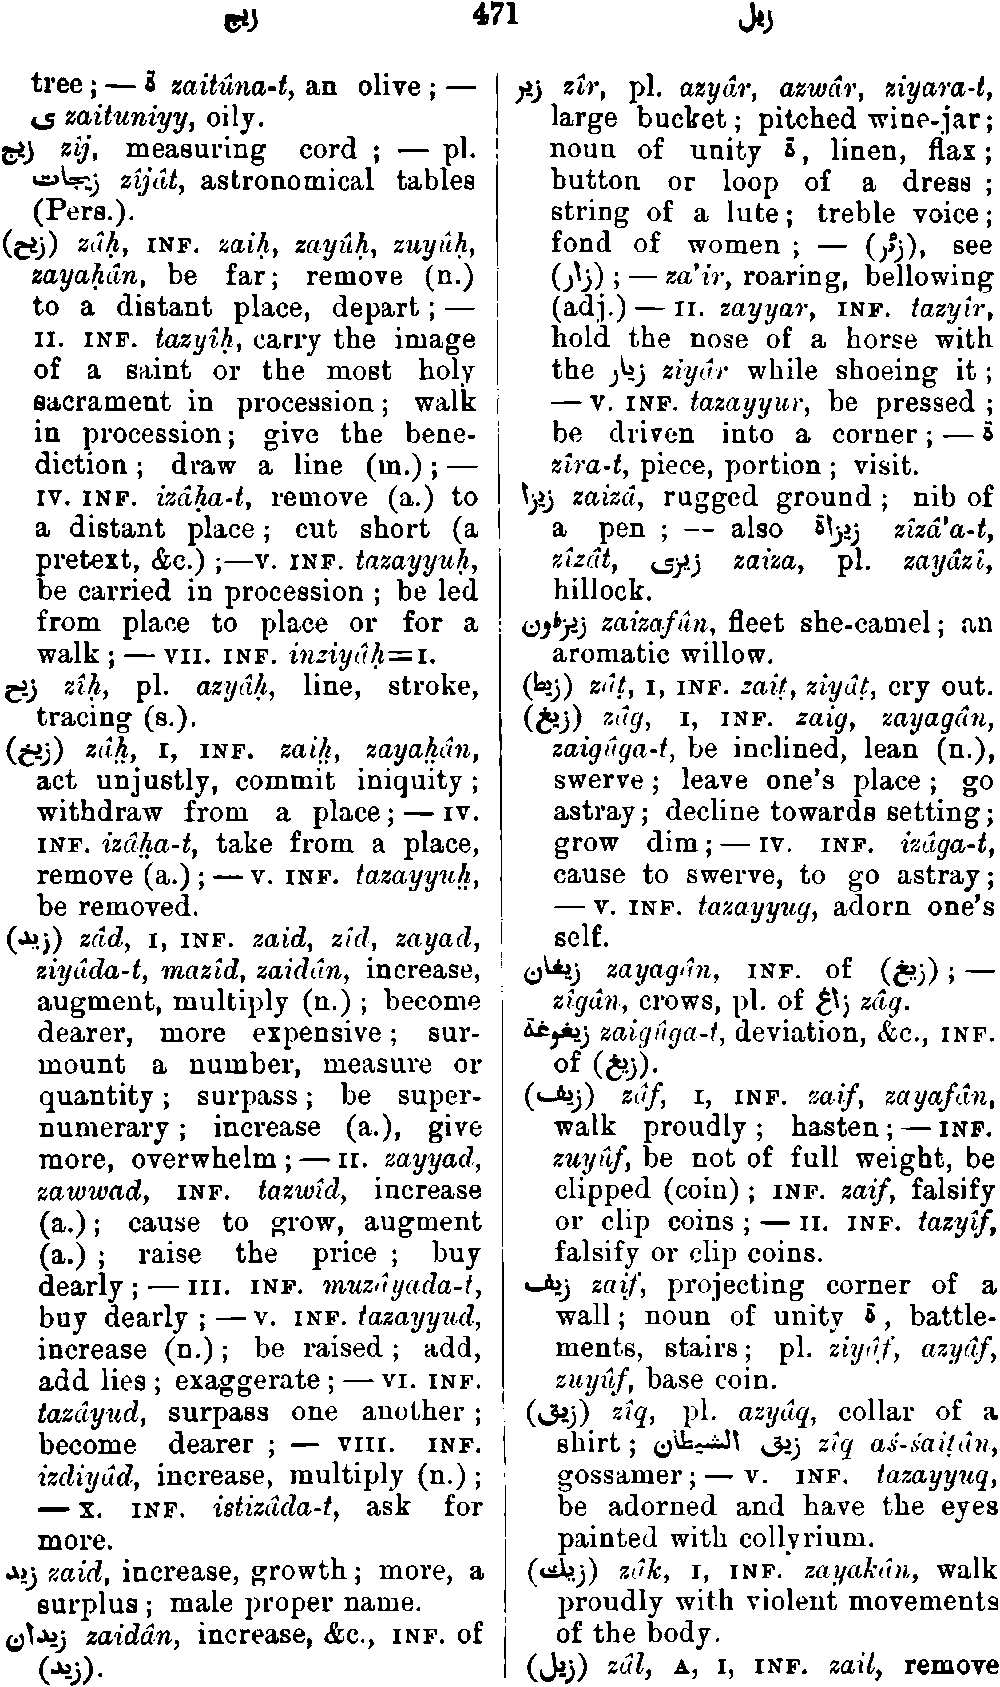 زيج 471 زيل
tree; — ة zaitûna-t, an olive; —
ى zaituniyy, oily.
زيج zîj, measuring cord ; — pl.
زيجات zîjât, astronomical tables
(Pers.).
(زيح) zâḥ, INF. zaiḥ, zayûḥ, zuyûḥ,
zayaḥân, be far; remove (n.)
to a distant place, depart; —
II. INF. tazyîḥ, carry the image
of a saint or the most holy
sacrament in procession; walk
in procession; give the bene-
diction; draw a line (m.); —
IV. INF. izâḥa-t, remove (a.) to
a distant place; cut short (a
pretext, &c.) ;—V. INF. tazayyuḥ,
be carried in procession ; be led
from place to place or for a
walk; — VII. INF. inziyâḥ=I.
زيح zîḥ, pl. azyâḥ, line, stroke,
tracing (s.).
(زيخ) zâḫ, I, INF. zaiḫ, zayaḫân,
act unjustly, commit iniquity;
withdraw from a place; — IV.
INF. izâḫa-t, take from a place,
remove (a.); — V. INF. tazayyuḫ,
be removed.
(زيد) zâd, I, INF. zaid, zîd, zayad,
ziyâda-t, mazîd, zaidân, increase,
augment, multiply (n.); become
dearer, more expensive; sur-
mount a number, measure or
quantity; surpass; be super-
numerary; increase (a.), give
more, overwhelm; — II. zayyad,
zawwad, INF. tazwîd, increase
(a.); cause to grow, augment
(a.) ; raise the price ; buy
dearly; — III. INF. muzâyada-t,
buy dearly ; — V. INF. tazayyud,
increase (n.); be raised; add,
add lies; exaggerate; — VI. INF.
tazâyud, surpass one another ;
become dearer ; — VIII. INF.
izdiyâd, increase, multiply (n.);
— X. INF. istizâda-t, ask for
more.
زيد zaid, increase, growth; more, a
surplus; male proper name.
زيدان zaidân, increase, &c., INF. of
(زيد).
زير zîr, pl. azyâr, azwâr, ziyara-t,
large bucket; pitched wine-jar;
noun of unity ة, linen, flax;
button or loop of a dress ;
string of a lute; treble voice;
fond of women ; — (زئر), see
(زار) ; — za'ir, roaring, bellowing
(adj.) — II. zayyar, INF. tazyîr,
hold the nose of a horse with
the زيار ziyâr while shoeing it;
— V. INF. tazayyur, be pressed ;
be driven into a corner; — ة
zîra-t, piece, portion ; visit.
زيزا zaizâ, rugged ground ; nib of
a pen ; — also زيزاة zîzâ'a-t,
zîzât, زيزى zaiza, pl. zayâzî,
hillock.
زيزفون zaizafûn, fleet she-camel; an
aromatic willow.
(زيط) zâṭ, I, INF. zaiṭ, ziyâṭ, cry out.
(زيغ) zâg, I, INF. zaig, zayagân,
zaigûga-t, be inclined, lean (n.),
swerve; leave one's place; go
astray; decline towards setting;
grow dim; — IV. INF. izâga-t,
cause to swerve, to go astray;
— V. INF. tazayyug, adorn one's
self.
زيغان zayagân, INF. of (زيغ); —
zîgân, crows, pl. of زاغ zâg.
زيغوغة zaigûga-t, deviation, &c., INF.
of (زيغ).
(زيف) zâf, I, INF. zaif, zayafân,
walk proudly; hasten; — INF.
zuyûf, be not of full weight, be
clipped (coin); INF. zaif, falsify
or clip coins; — II. INF. tazyîf,
falsify or clip coins.
زيف zaif, projecting corner of a
wall; noun of unity ة, battle-
ments, stairs; pl. ziyâf, azyâf,
zuyûf, base coin.
(زيق) zîq, pl. azyâq, collar of a
shirt; زيق الشيطان zîq aś-śaiṭân,
gossamer; — V. INF. tazayyuq,
be adorned and have the eyes
painted with collyrium.
(زيك) zâk, I, INF. zayakân, walk
proudly with violent movements
of the body.
(زيل) zâl, A, I, INF. zail, remove